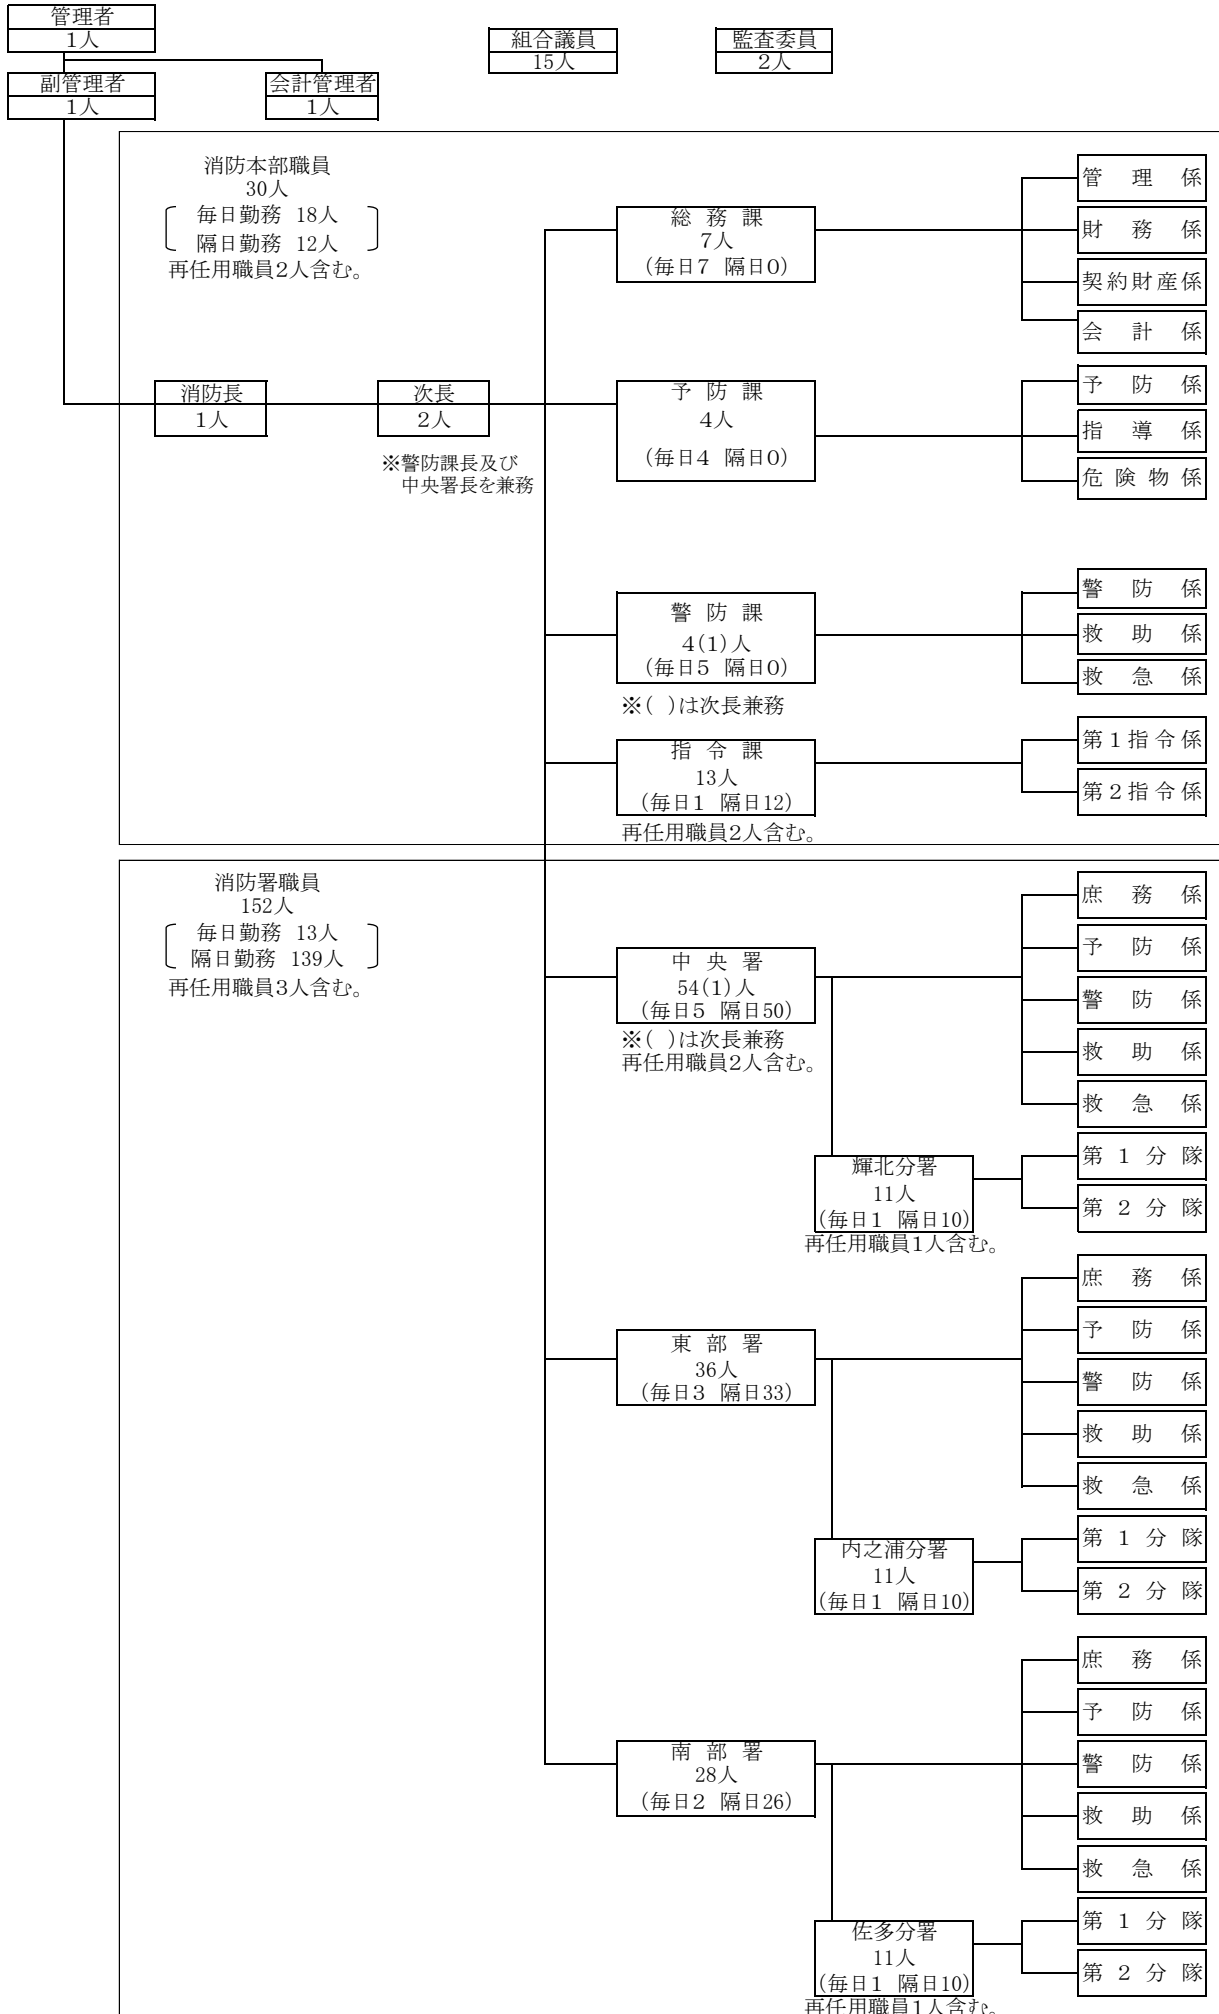 管理者
1人
組合議員
15人
監査委員
2人
副管理者
1人
会計管理者
1人
消防本部職員
30人
毎日勤務 18人
隔日勤務 12人
再任用職員2人含む。
総務課
7人
(毎日7 隔日0)
管理係
財務係
契約財産係
会計係
消防長
1人
次長
2人
※警防課長及び
中央署長を兼務
予防課
4人
(毎日4 隔日0)
予防係
指導係
危険物係
警防課
4(1)人
(毎日5 隔日0)
※( )は次長兼務
警防係
救助係
救急係
指令課
13人
(毎日1 隔日12)
再任用職員2人含む。
第1指令係
第2指令係
消防署職員
152人
毎日勤務 13人
隔日勤務 139人
再任用職員3人含む。
中央署
54(1)人
(毎日5 隔日50)
※( )は次長兼務
再任用職員2人含む。
庶務係
予防係
警防係
救助係
救急係
輝北分署
11人
(毎日1 隔日10)
再任用職員1人含む。
第1分隊
第2分隊
東部署
36人
(毎日3 隔日33)
庶務係
予防係
警防係
救助係
救急係
内之浦分署
11人
(毎日1 隔日10)
第1分隊
第2分隊
南部署
28人
(毎日2 隔日26)
庶務係
予防係
警防係
救助係
救急係
佐多分署
11人
(毎日1 隔日10)
再任用職員1人含む。
第1分隊
第2分隊